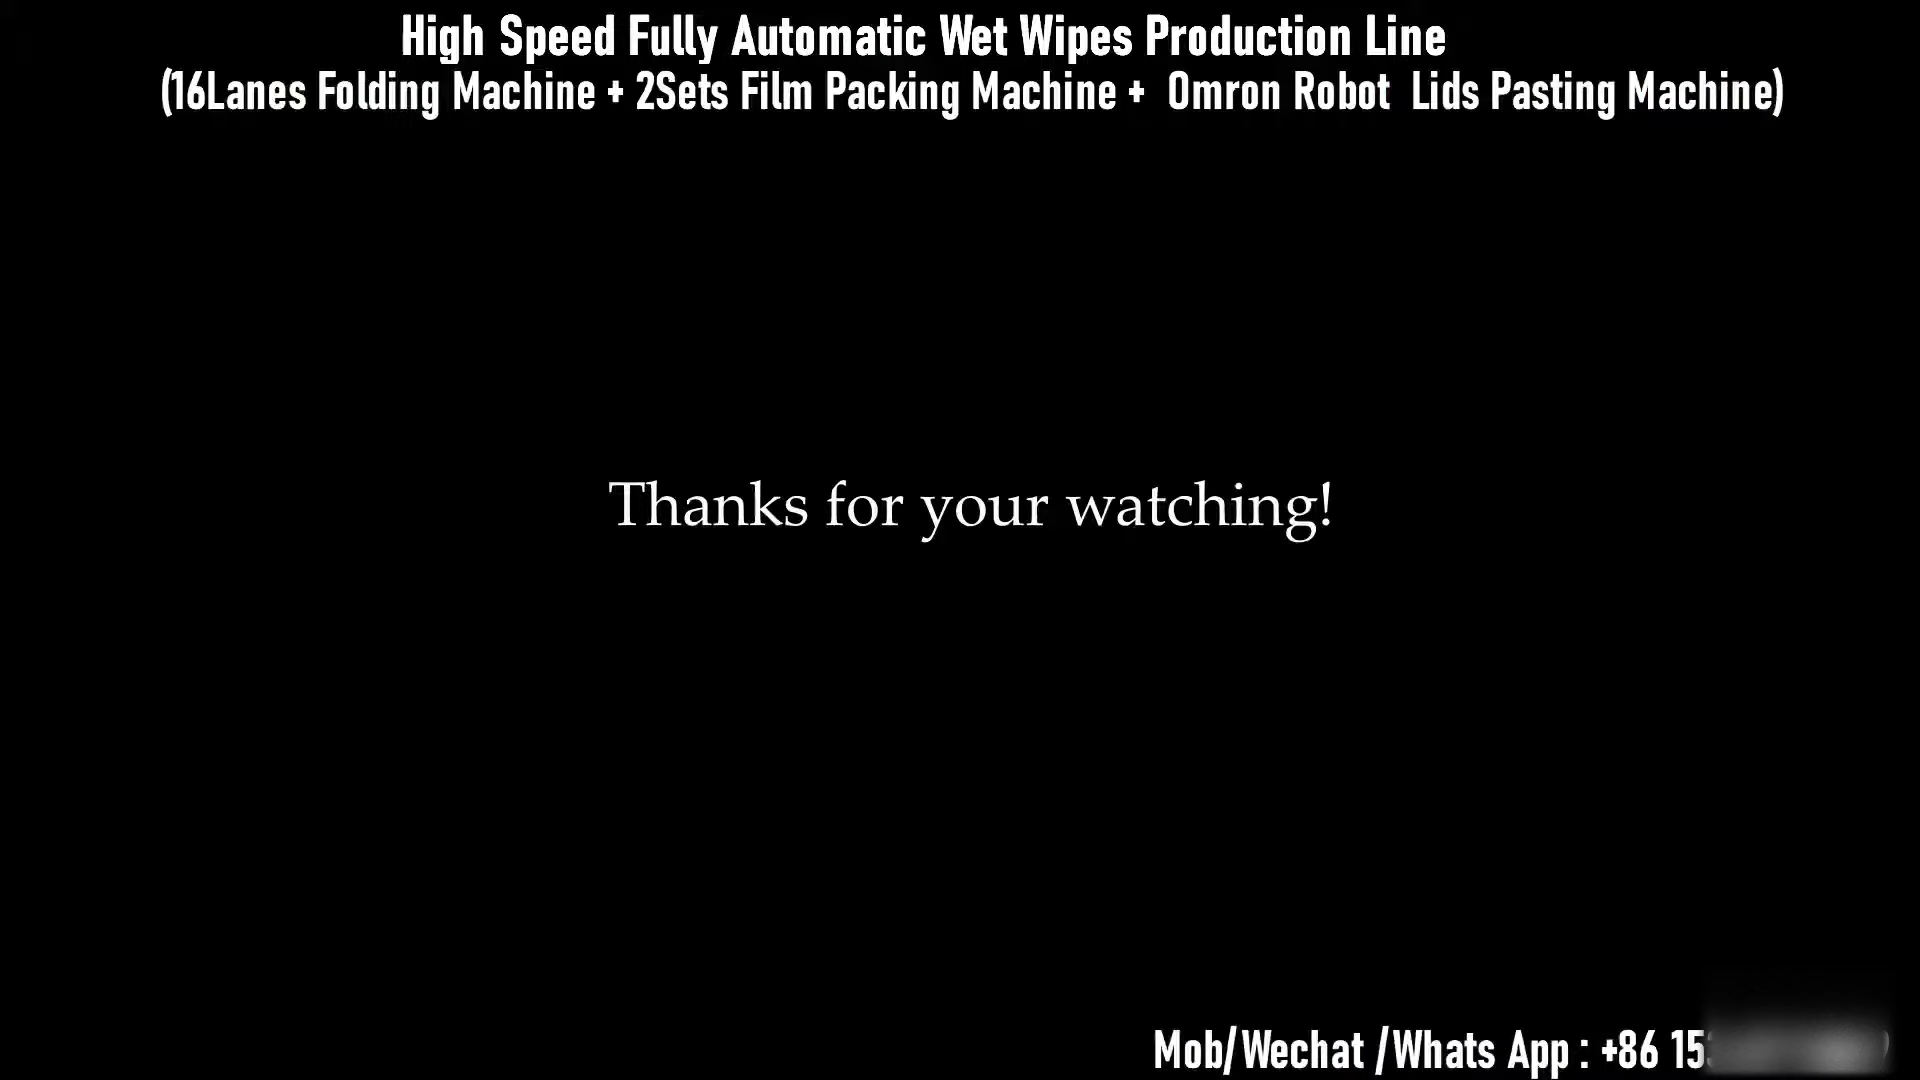 High Speed Fully Automatic Wet Wipes Production Line
(16Lanes Folding Machine + 2Sets Film Packing Machine + Omron Robot Lids Pasting Machine)
Thanks for your watching!
Mob/Wechat /Whats App : +86 15